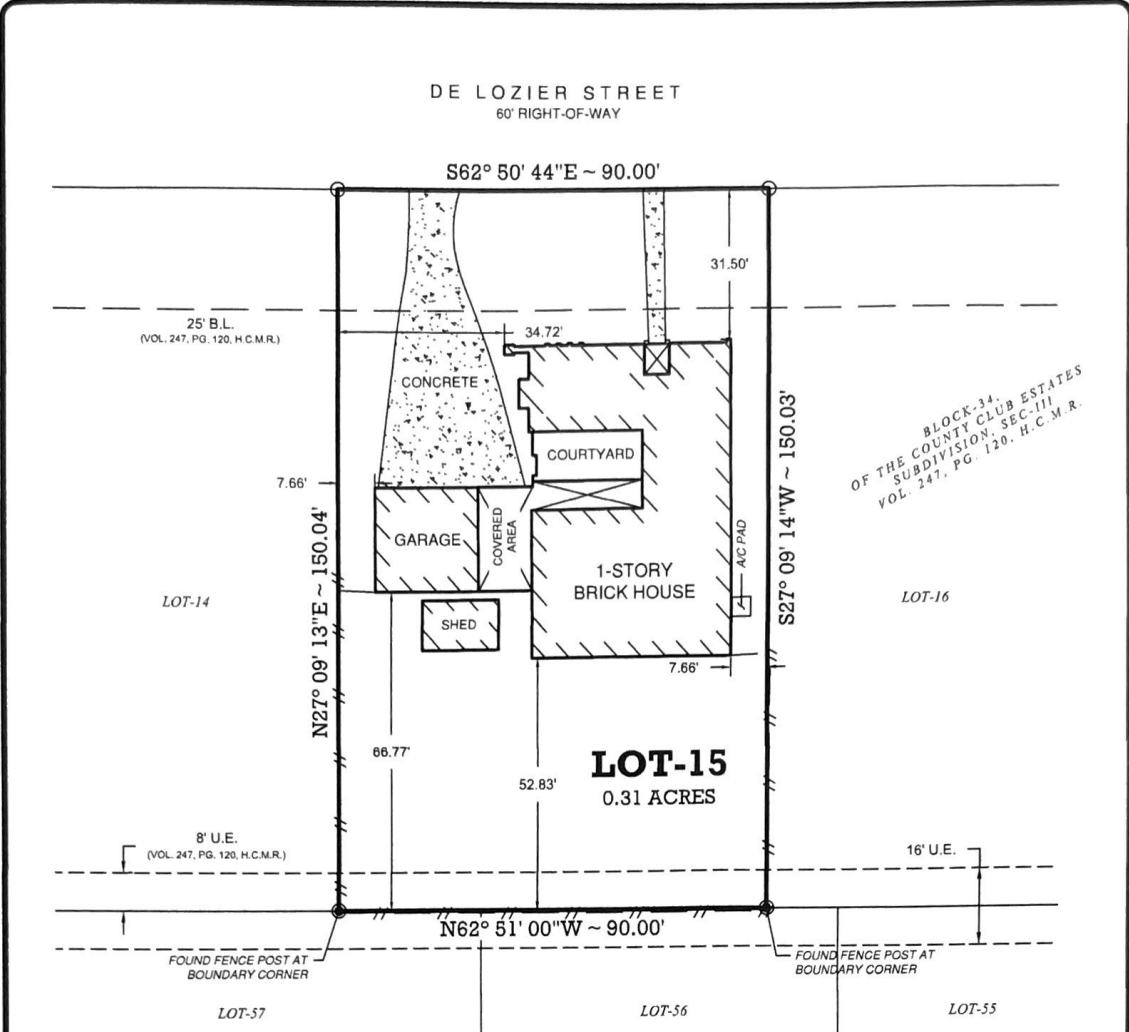 DE LOZIER STREET
60' RIGHT-OF-WAY
S62° 50' 44"E ~ 90.00'
31.50'
25' B.L.
(VOL. 247, PG. 120, H.C.M.R.)
34.72'
CONCRETE
BLOCK-34,
OF THE COUNTY CLUB ESTATES
SUBDIVISION, SEC-III
VOL. 247, PG. 120, H.C.M.R.
COURTYARD
7.66'
GARAGE
COVERED
AREA
A/C PAD
1-STORY
BRICK HOUSE
N27° 09' 13"E ~ 150.04'
S27° 09' 14"W ~ 150.03'
LOT-14
LOT-16
SHED
7.66'
66.77'
52.83'
LOT-15
0.31 ACRES
8' U.E.
(VOL. 247, PG. 120, H.C.M.R.)
16' U.E.
N62° 51' 00"W ~ 90.00'
FOUND FENCE POST AT
BOUNDARY CORNER
FOUND FENCE POST AT
BOUNDARY CORNER
LOT-57
LOT-56
LOT-55